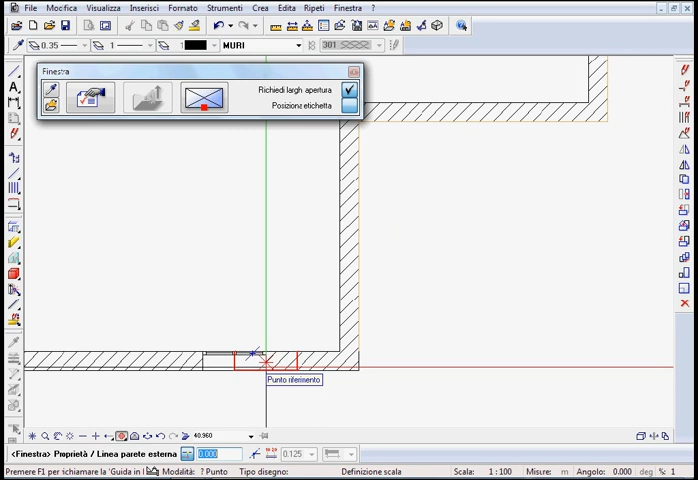 File Modifica Visualizza Inserisci Formato Strumenti Crea Edita Ripeti Finestra ?
0.35 1 1 MURI 301
Finestra
Richiedi largh apertura
Posizione etichetta
Punto riferimento
40.960
<Finestra> Proprietà / Linea parete esterna 0.000 0.125
Premere F1 per richiamare la 'Guida in l Modalità: ? Punto Tipo disegno: Definizione scala Scala: 1 : 100 Misure: m Angolo: 0.000 deg % 1